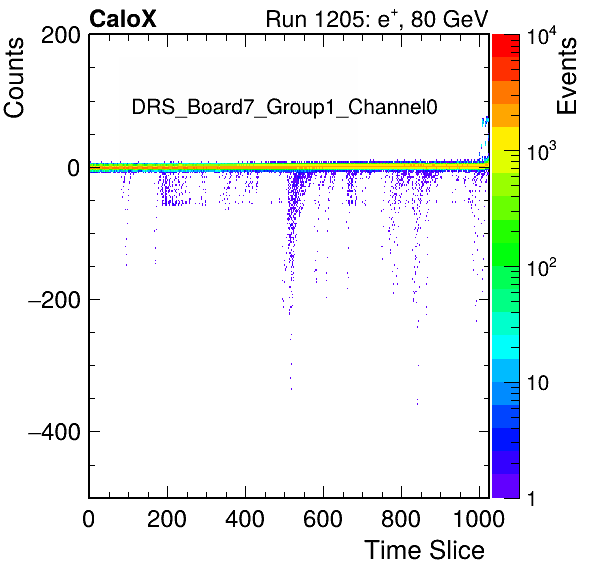 CaloX Run 1205: e⁺, 80 GeV
Counts
Events
DRS_Board7_Group1_Channel0
200
0
−200
−400
0 200 400 600 800 1000
Time Slice
10⁴
10³
10²
10
1